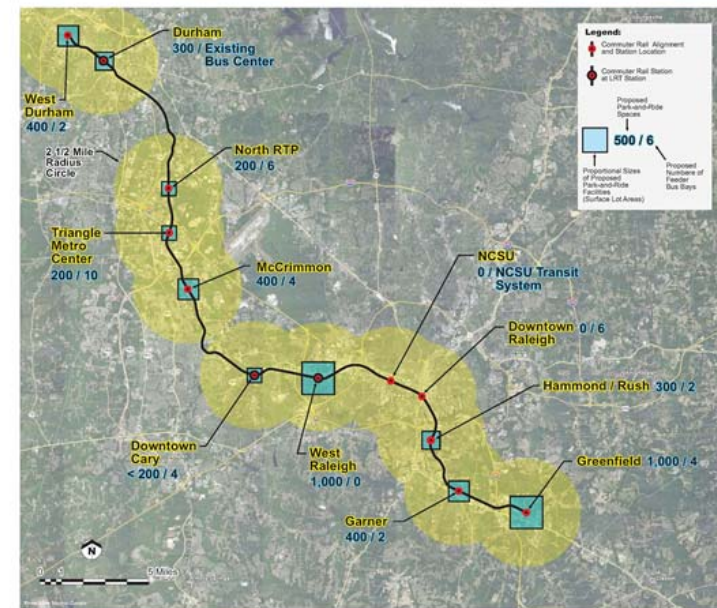 Durham
300 / Existing
Bus Center
Legend:
Commuter Rail Alignment
and Station Location
Commuter Rail Station
at LRT Station
Proposed
Park-and-Ride
Spaces
500 / 6
Proportional Sizes
of Proposed
Park-and-Ride
Facilities
(Surface Lot Areas)
Proposed
Numbers of
Feeder
Bus Bays
West
Durham
400 / 2
2 1/2 Mile
Radius
Circle
North RTP
200 / 6
Triangle
Metro
Center
200 / 10
McCrimmon
400 / 4
NCSU
0 / NCSU Transit
System
Downtown 0 / 6
Raleigh
Hammond / Rush 300 / 2
Downtown
Cary
< 200 / 4
West
Raleigh
1,000 / 0
Greenfield 1,000 / 4
Garner
400 / 2
N
0 1 5 Miles